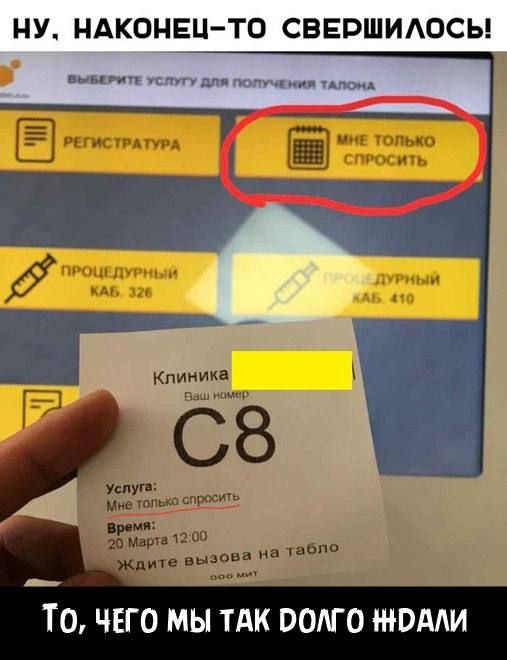 НУ, НАКОНЕЦ-ТО СВЕРШИЛОСЬ!
ВЫБЕРИТЕ УСЛУГУ ДЛЯ ПОЛУЧЕНИЯ ТАЛОНА
РЕГИСТРАТУРА
МНЕ ТОЛЬКО
СПРОСИТЬ
ПРОЦЕДУРНЫЙ
КАБ. 326
ПРОЦЕДУРНЫЙ
КАБ. 410
Клиника
Ваш номер
С8
Услуга:
Мне только спросить
Время:
20 Марта 12:00
Ждите вызова на табло
ООО МИТ
То, чего мы так долго ждали